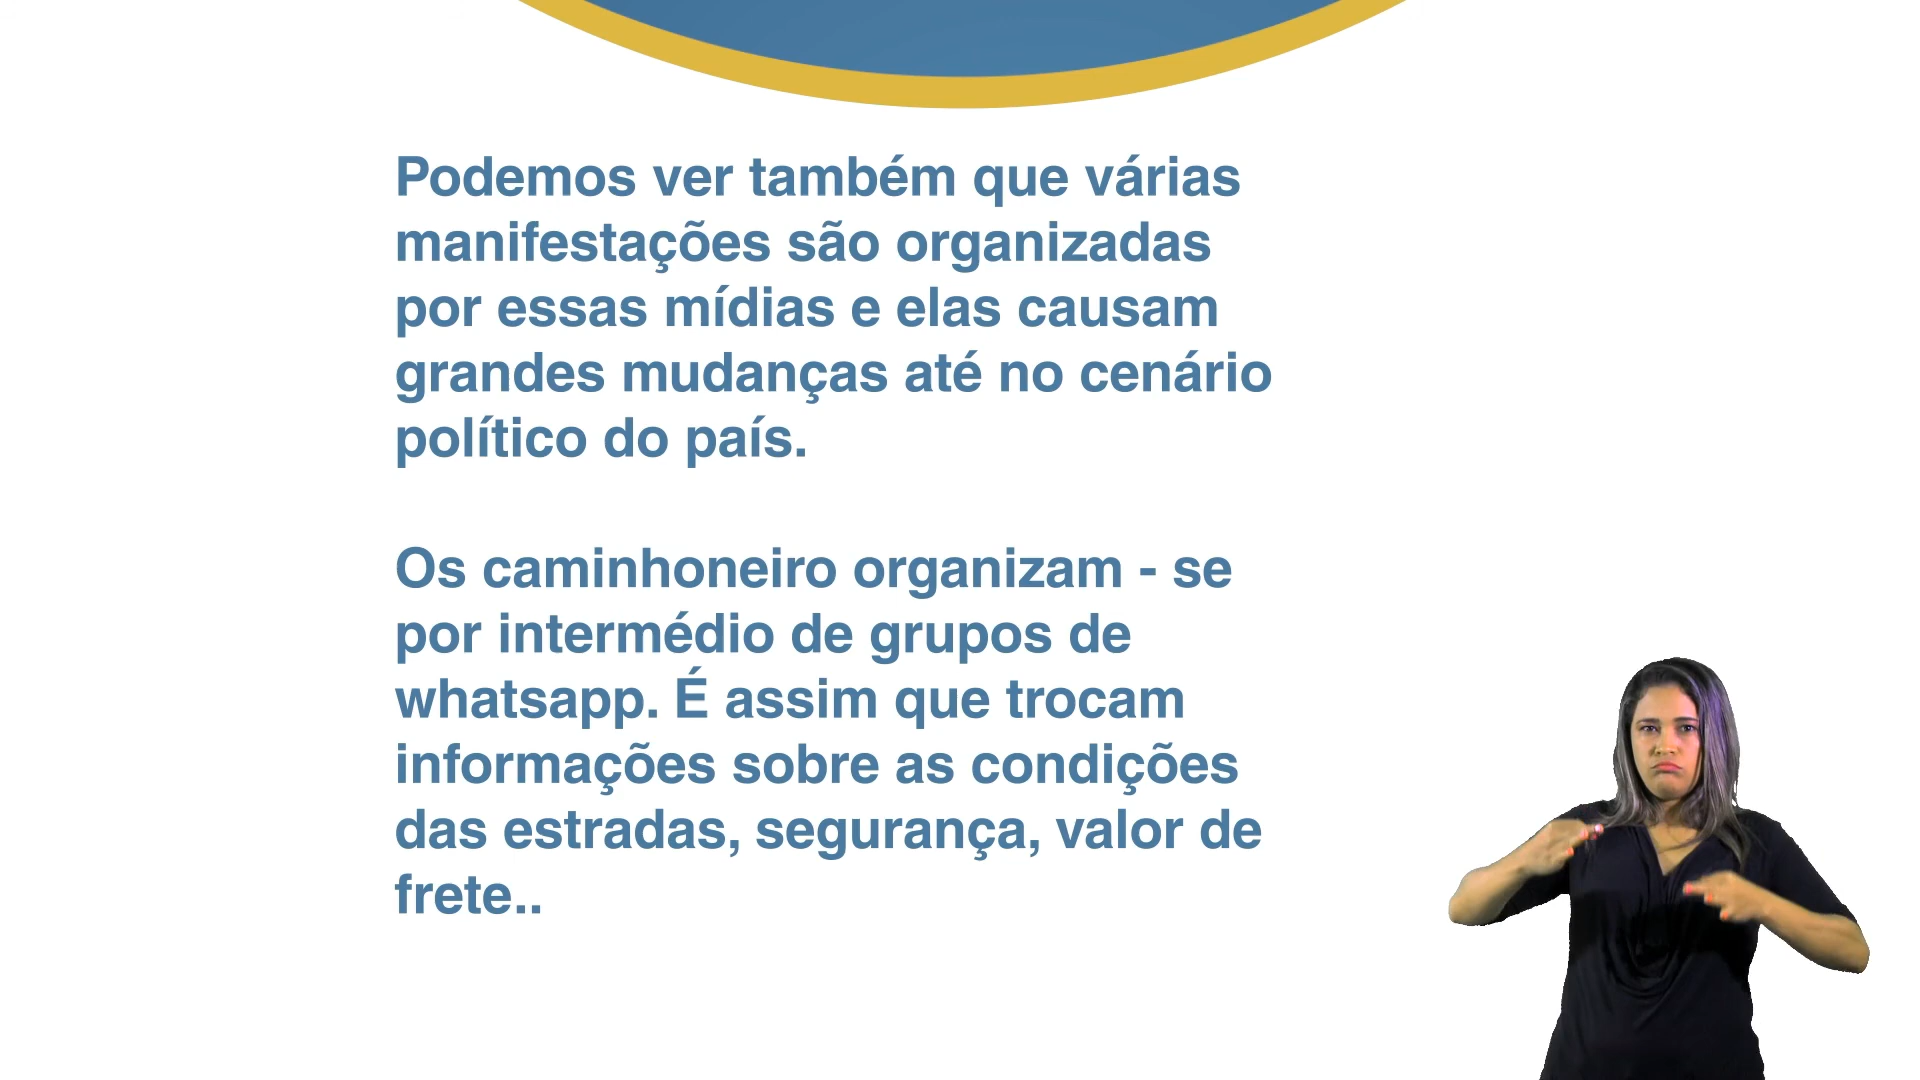 Podemos ver também que várias
manifestações são organizadas
por essas mídias e elas causam
grandes mudanças até no cenário
político do país.
Os caminhoneiro organizam - se
por intermédio de grupos de
whatsapp. É assim que trocam
informações sobre as condições
das estradas, segurança, valor de
frete..